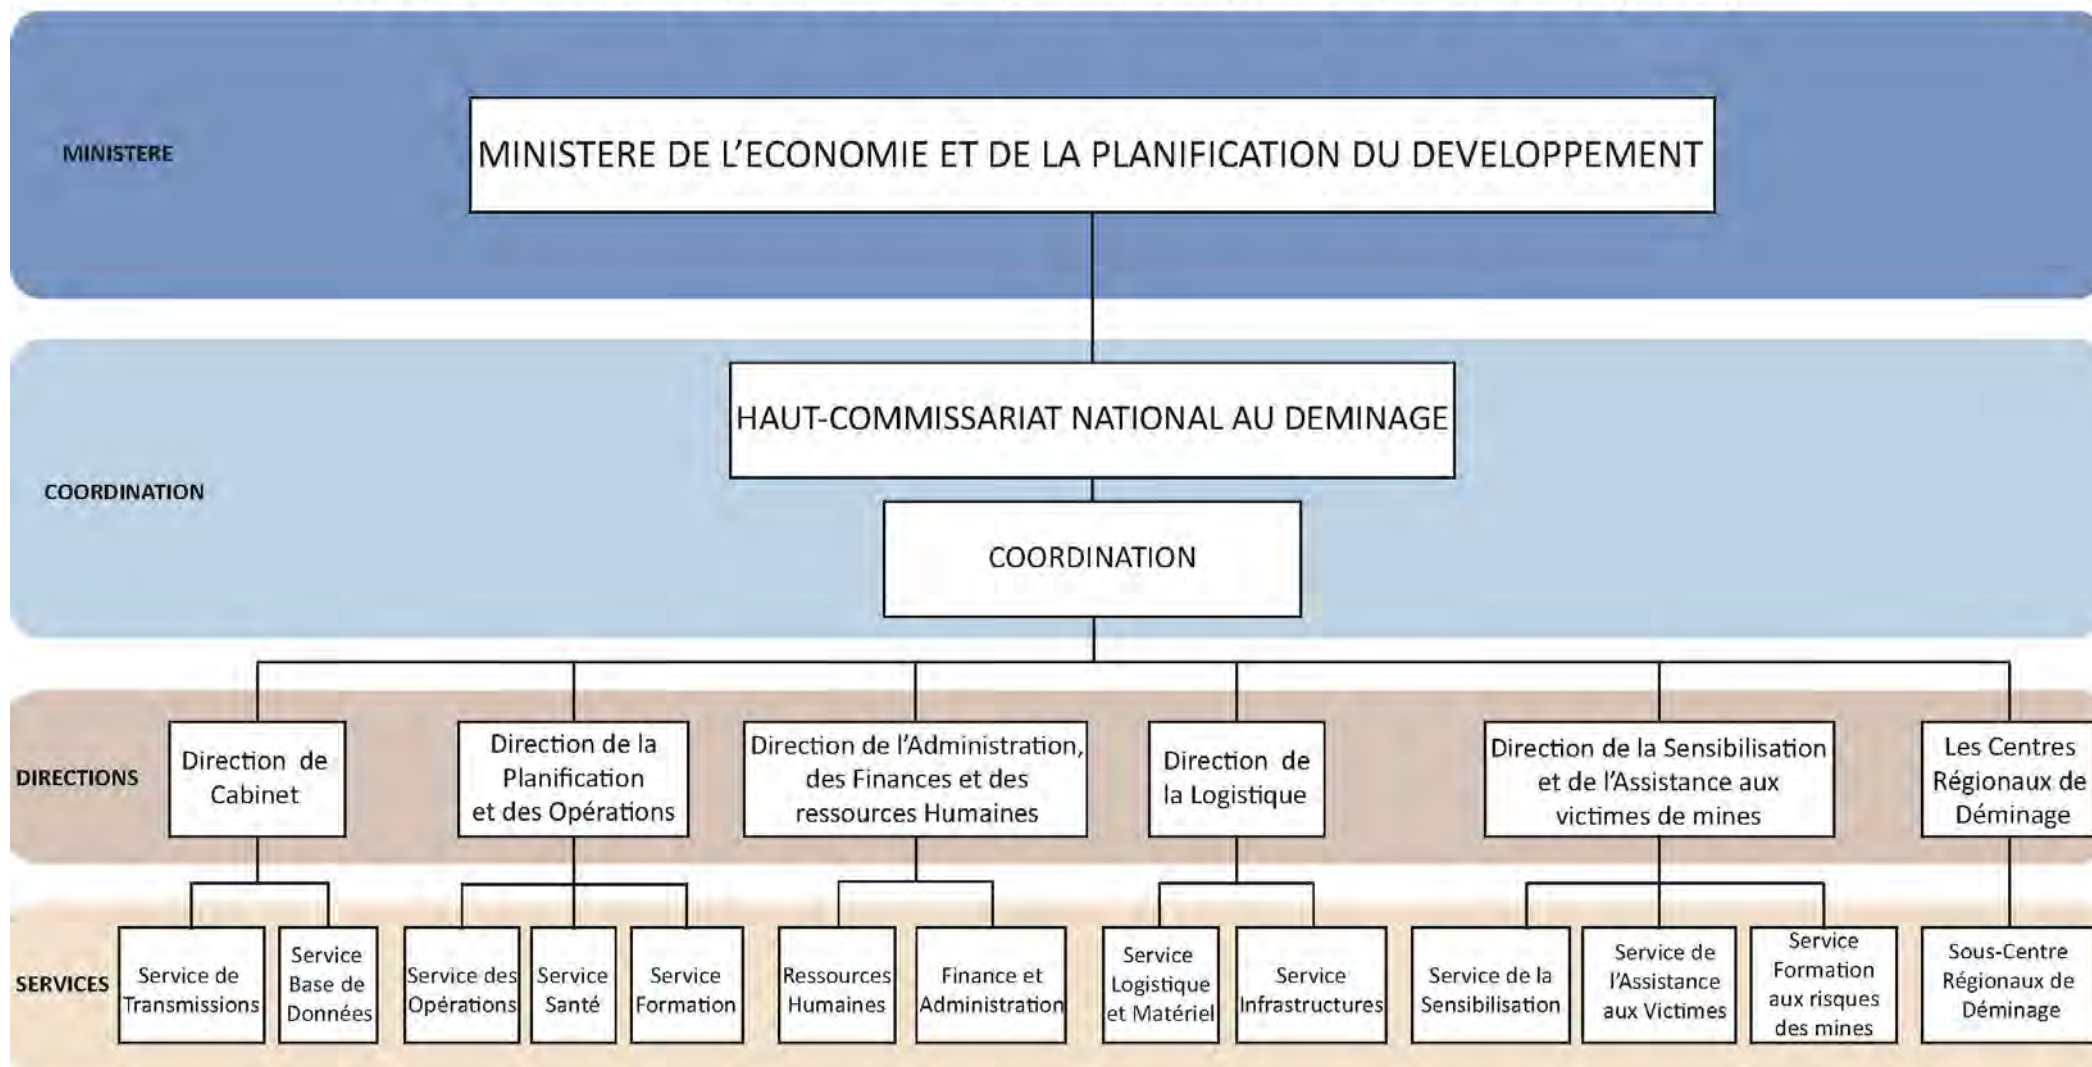 MINISTERE
MINISTERE DE L'ECONOMIE ET DE LA PLANIFICATION DU DEVELOPPEMENT
HAUT-COMMISSARIAT NATIONAL AU DEMINAGE
COORDINATION
COORDINATION
DIRECTIONS
Direction de
Cabinet
Direction de la
Planification
et des Opérations
Direction de l'Administration,
des Finances et des
ressources Humaines
Direction de
la Logistique
Direction de la Sensibilisation
et de l'Assistance aux
victimes de mines
Les Centres
Régionaux de
Déminage
SERVICES
Service de
Transmissions
Service
Base de
Données
Service des
Opérations
Service
Santé
Service
Formation
Ressources
Humaines
Finance et
Administration
Service
Logistique
et Matériel
Service
Infrastructures
Service de la
Sensibilisation
Service de
l'Assistance
aux Victimes
Service
Formation
aux risques
des mines
Sous-Centre
Régionaux de
Déminage